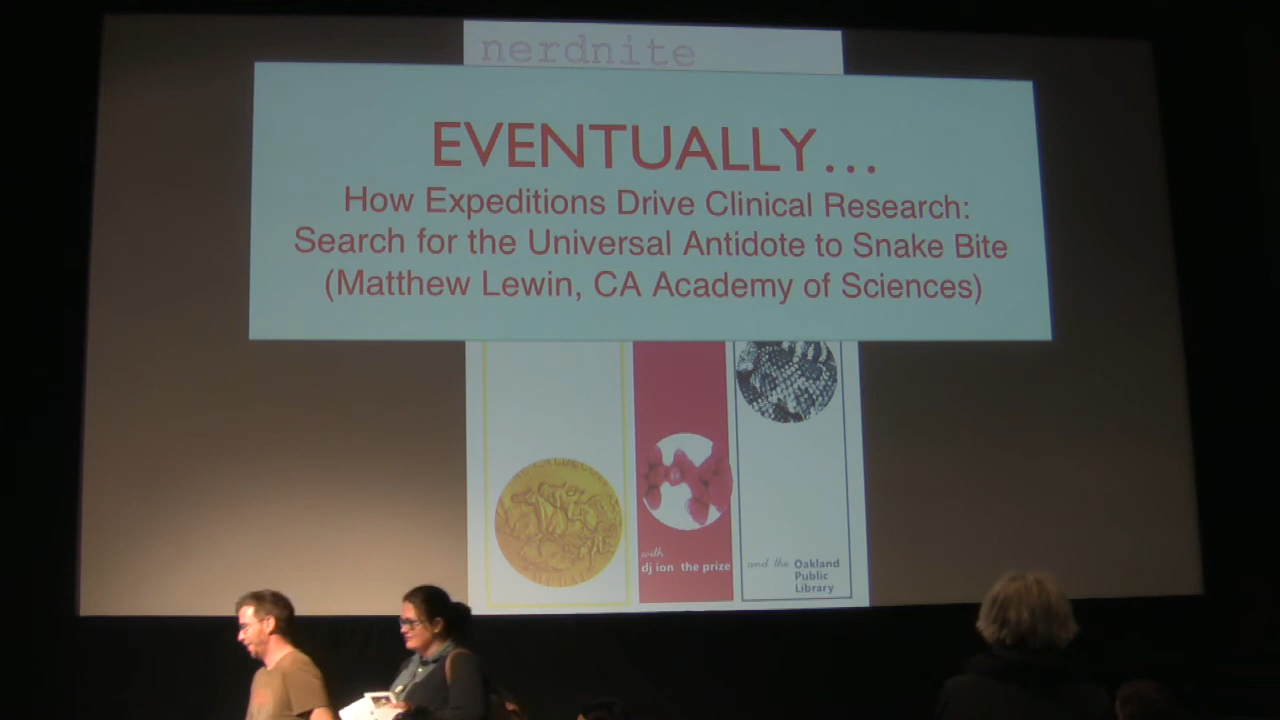 nerdnite
EVENTUALLY...
How Expeditions Drive Clinical Research:
Search for the Universal Antidote to Snake Bite
(Matthew Lewin, CA Academy of Sciences)
with
dj ion the prize
and the Oakland
Public
Library